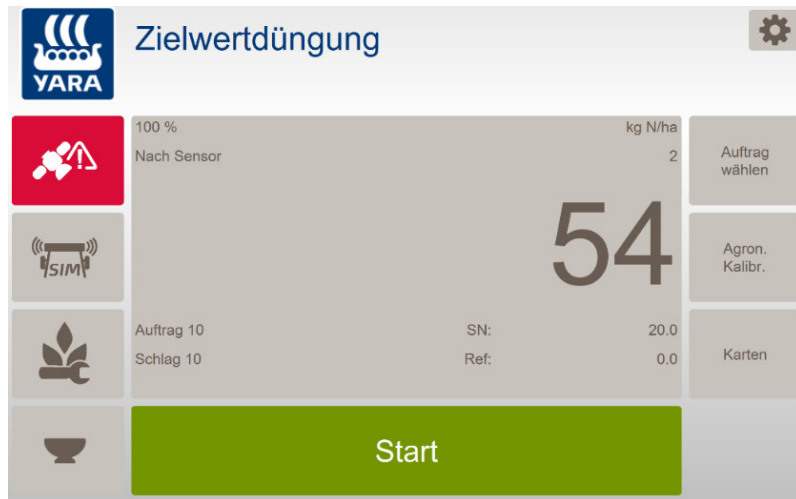 YARA
Zielwertdüngung
100 % kg N/ha
Nach Sensor 2
54
Auftrag 10 SN: 20.0
Schlag 10 Ref: 0.0
Auftrag
wählen
Agron.
Kalibr.
Karten
SIM
Start